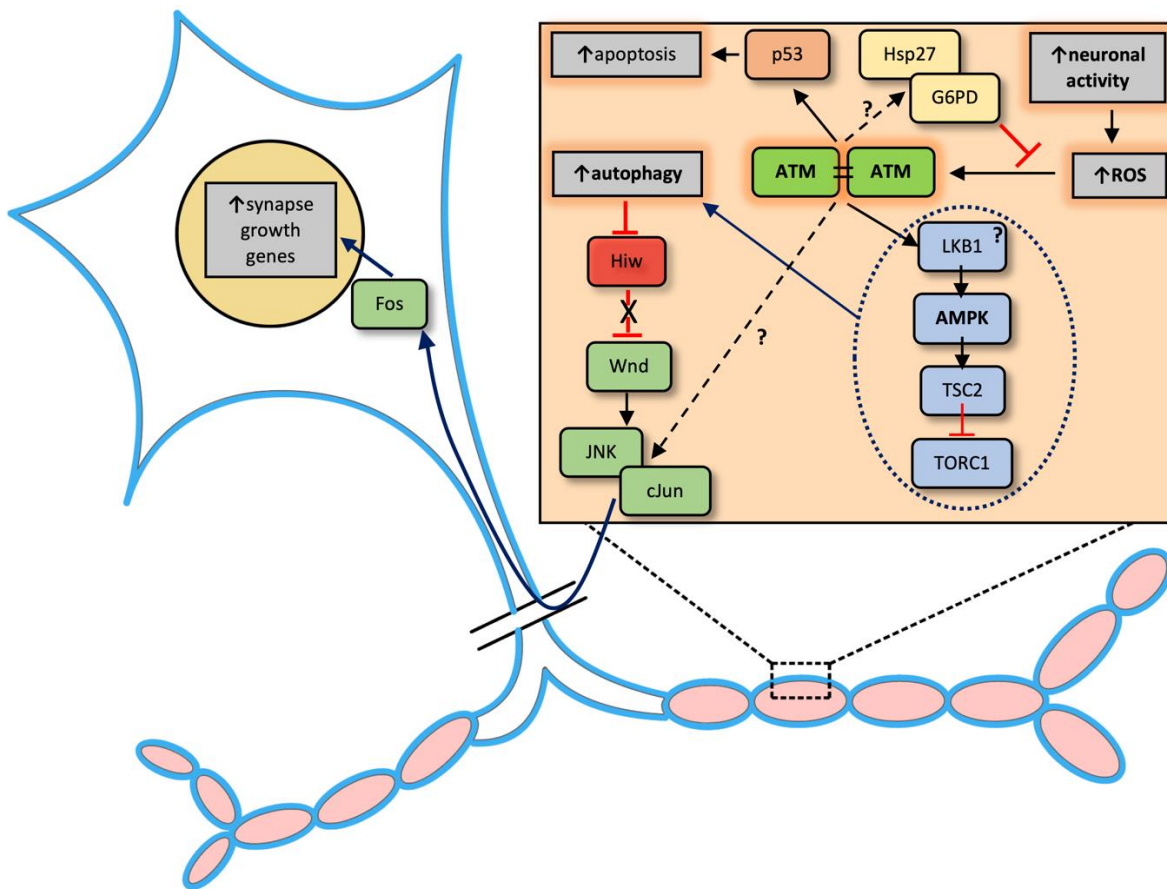 ↑apoptosis
p53
Hsp27
G6PD
↑neuronal
activity
?
↑autophagy
ATM
ATM
↑ROS
↑synapse
growth
genes
Fos
Hiw
X
Wnd
JNK
cJun
?
LKB1
?
AMPK
TSC2
TORC1